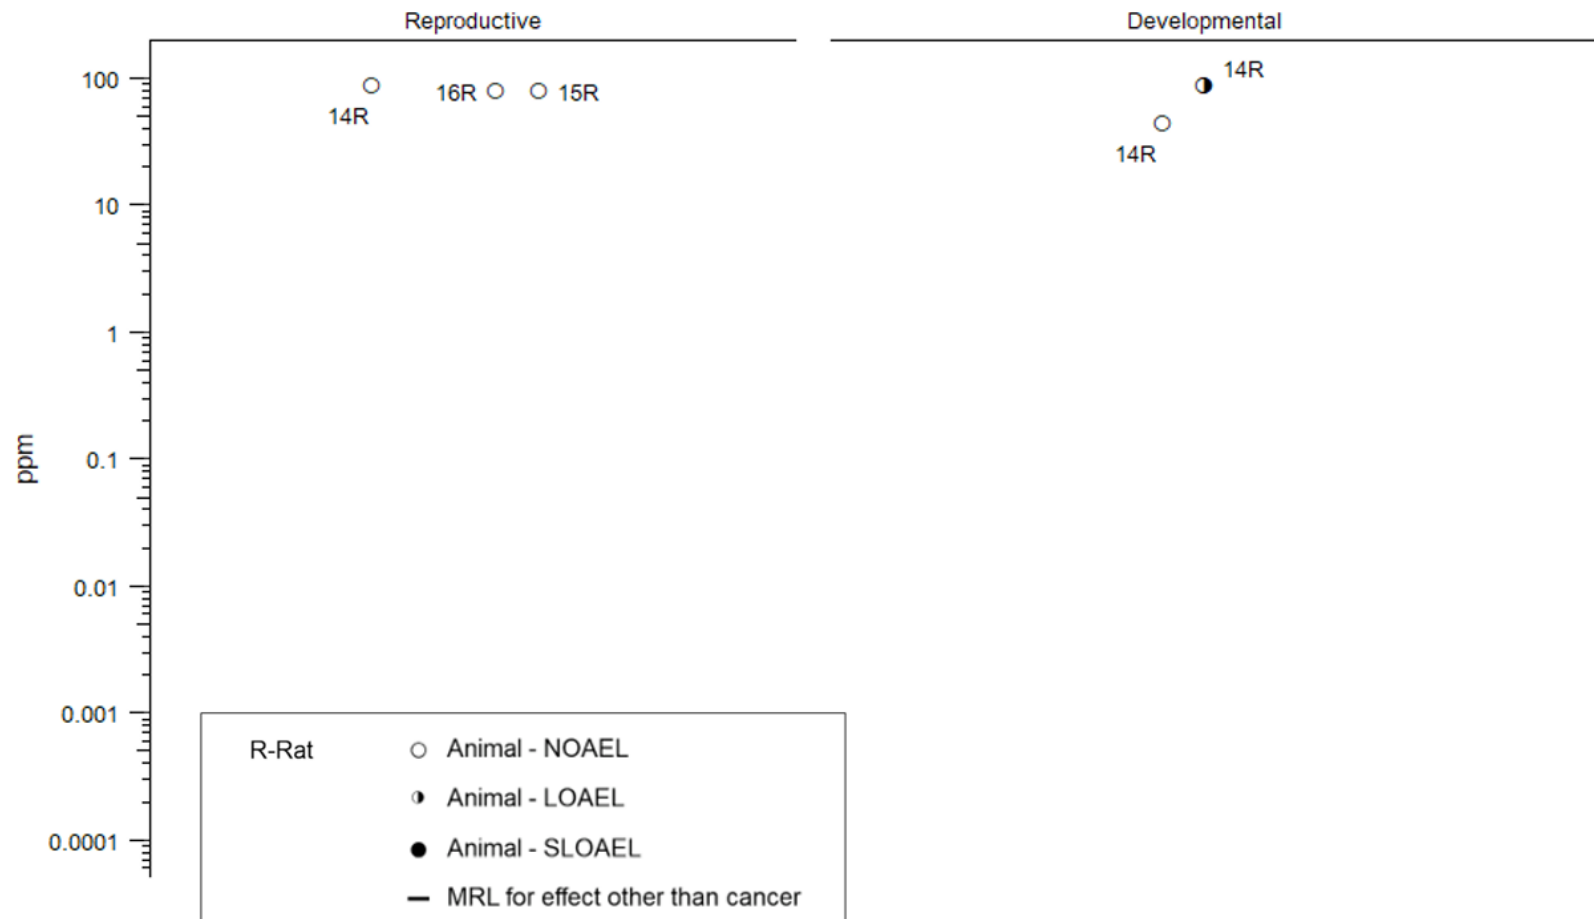 Reproductive
Developmental
100
14R
16R
15R
14R
14R
10
1
0.1
ppm
0.01
0.001
0.0001
R-Rat
Animal - NOAEL
Animal - LOAEL
Animal - SLOAEL
MRL for effect other than cancer